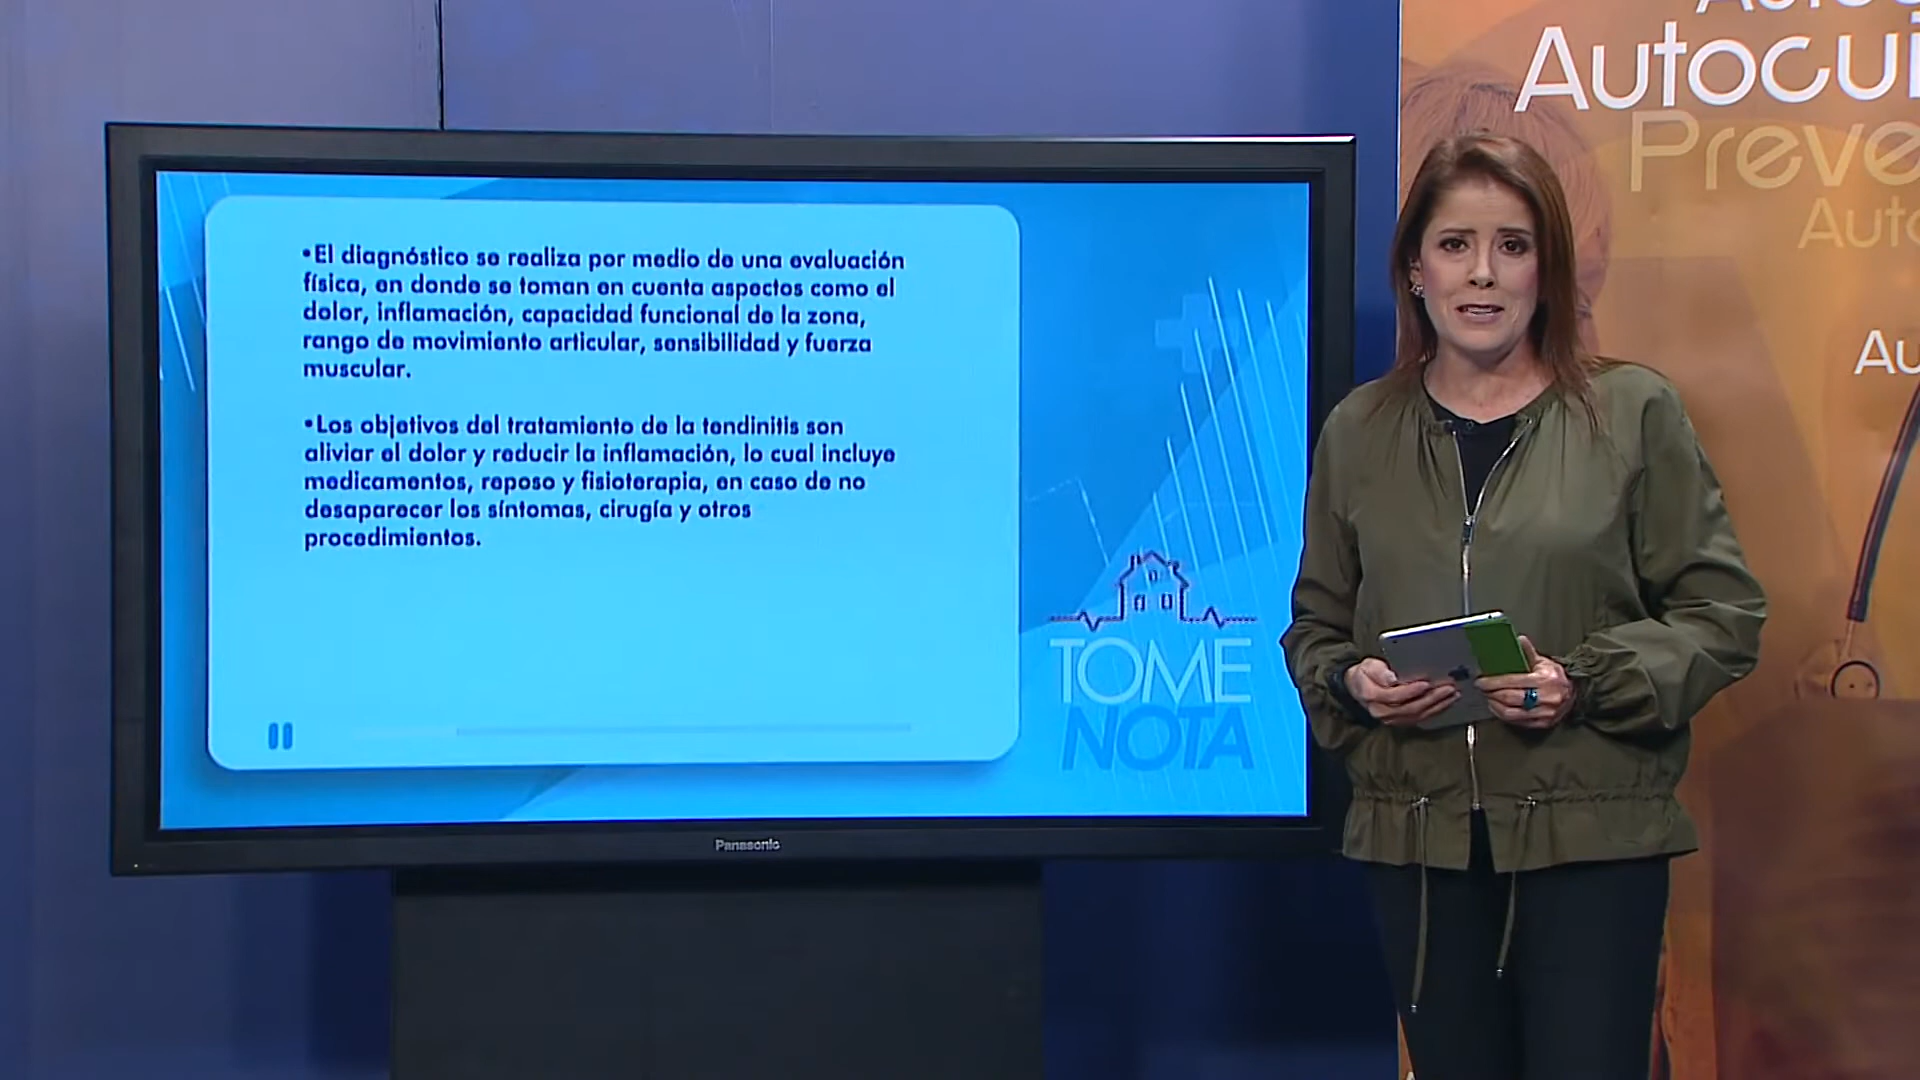 •El diagnóstico se realiza por medio de una evaluación
física, en donde se toman en cuenta aspectos como el
dolor, inflamación, capacidad funcional de la zona,
rango de movimiento articular, sensibilidad y fuerza
muscular.
•Los objetivos del tratamiento de la tendinitis son
aliviar el dolor y reducir la inflamación, lo cual incluye
medicamentos, reposo y fisioterapia, en caso de no
desaparecer los síntomas, cirugía y otros
procedimientos.
TOME
NOTA
Panasonic
Autocui
Preve
Auto
Au